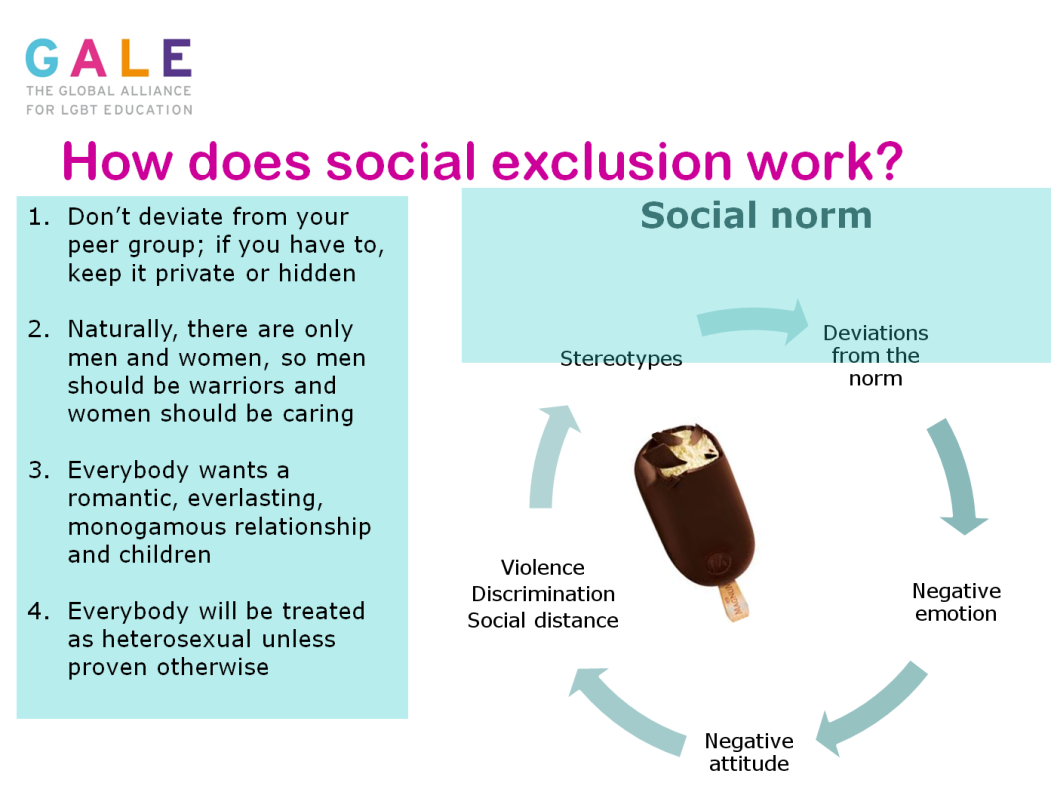 GALE
THE GLOBAL ALLIANCE
FOR LGBT EDUCATION
How does social exclusion work?
1. Don’t deviate from your
peer group; if you have to,
keep it private or hidden
2. Naturally, there are only
men and women, so men
should be warriors and
women should be caring
3. Everybody wants a
romantic, everlasting,
monogamous relationship
and children
4. Everybody will be treated
as heterosexual unless
proven otherwise
Social norm
Stereotypes
Deviations
from the
norm
Negative
emotion
Negative
attitude
Violence
Discrimination
Social distance